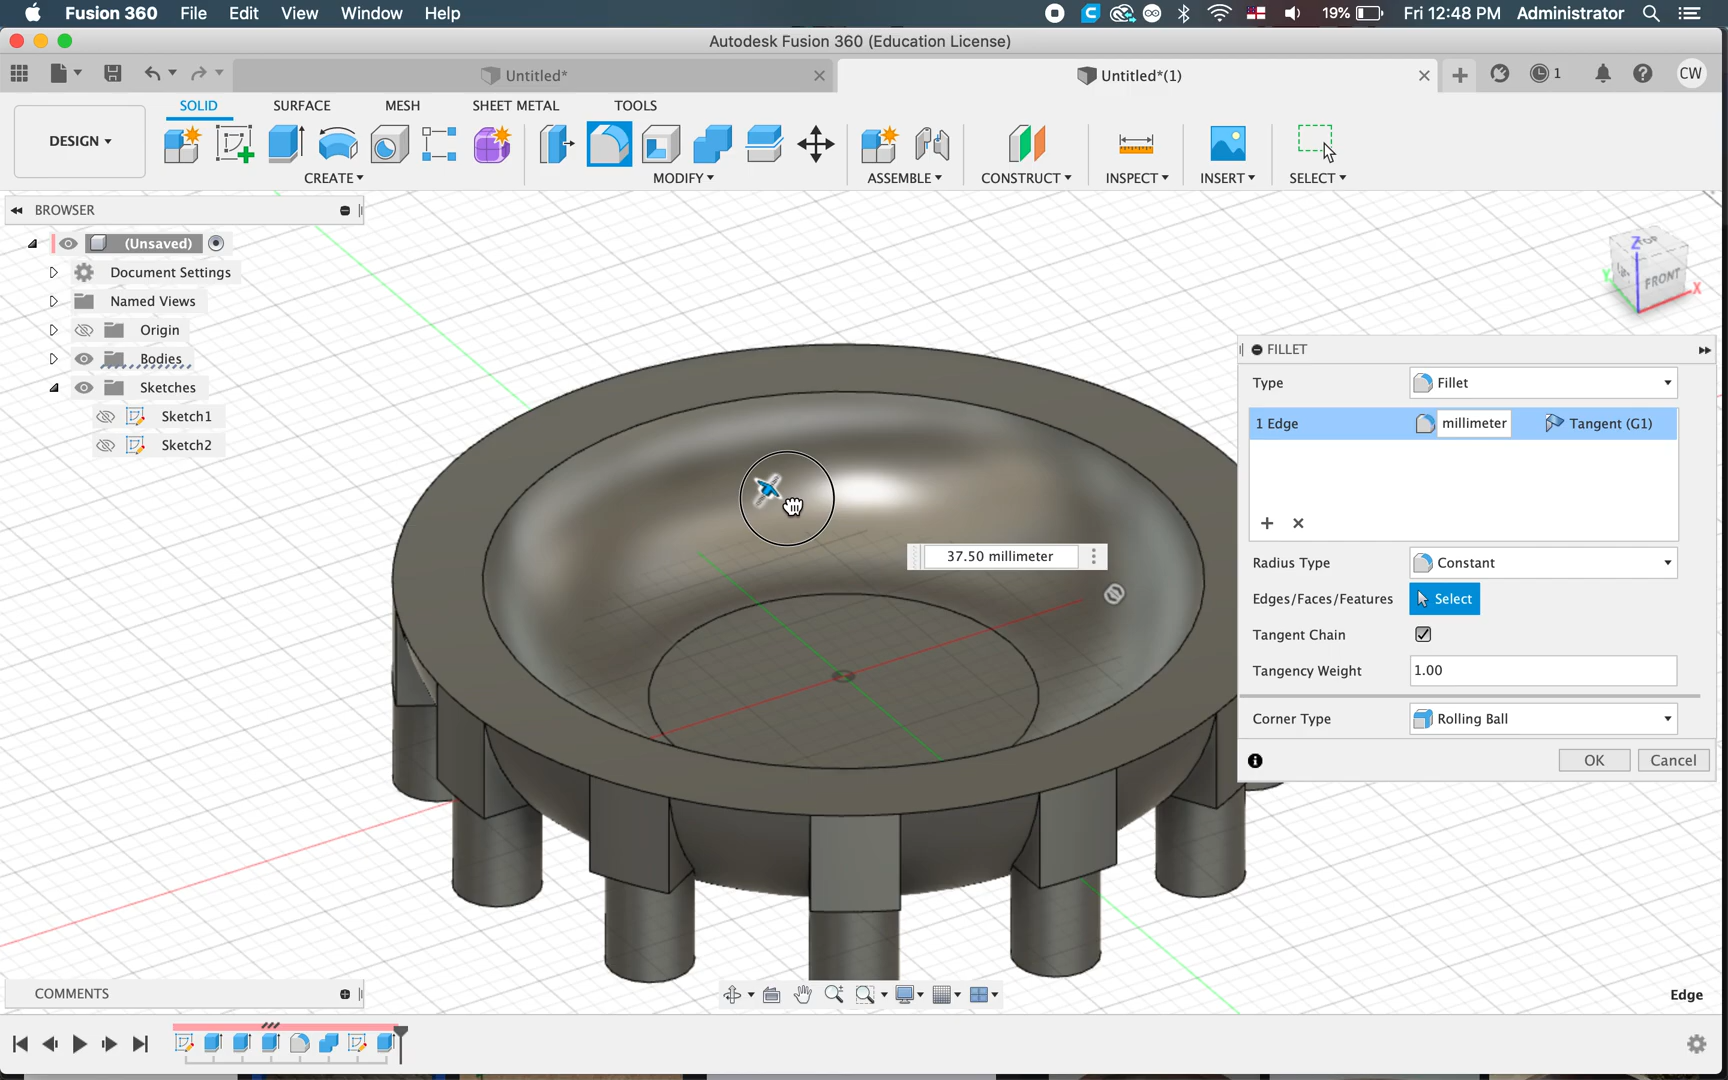 Fusion 360 File Edit View Window Help 19% Fri 12:48 PM Administrator
Autodesk Fusion 360 (Education License)
Untitled* Untitled*(1) 1 CW
SOLID SURFACE MESH SHEET METAL TOOLS
DESIGN
CREATE MODIFY ASSEMBLE CONSTRUCT INSPECT INSERT SELECT
BROWSER
(Unsaved)
Document Settings
Named Views
Origin
Bodies
Sketches
Sketch1
Sketch2
TOP
FRONT
Z
Y
X
FILLET
Type Fillet
1 Edge millimeter Tangent (G1)
37.50 millimeter
Radius Type Constant
Edges/Faces/Features Select
Tangent Chain
Tangency Weight 1.00
Corner Type Rolling Ball
OK Cancel
COMMENTS
Edge